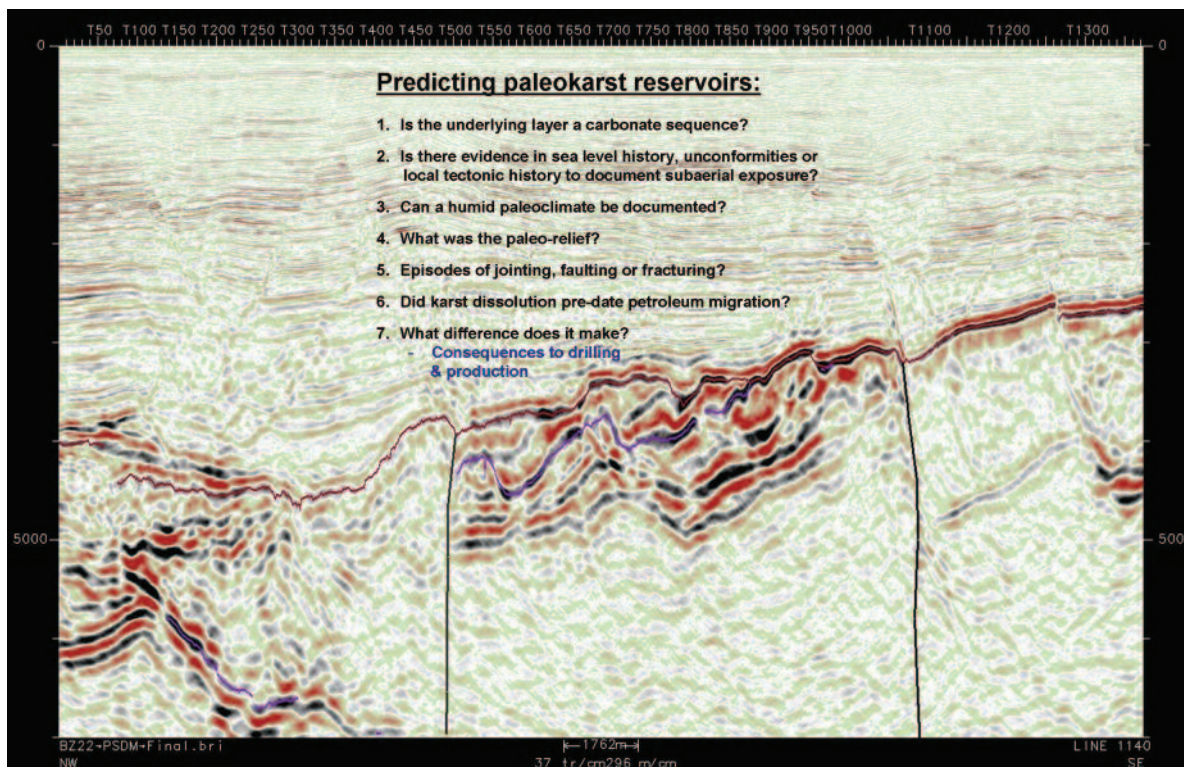 T50 T100 T150 T200 T250 T300 T350 T400 T450 T500 T550 T600 T650 T700 T750 T800 T850 T900 T950 T1000 T1100 T1200 T1300
0 0
Predicting paleokarst reservoirs:
1. Is the underlying layer a carbonate sequence?
2. Is there evidence in sea level history, unconformities or
local tectonic history to document subaerial exposure?
3. Can a humid paleoclimate be documented?
4. What was the paleo-relief?
5. Episodes of jointing, faulting or fracturing?
6. Did karst dissolution pre-date petroleum migration?
7. What difference does it make?
- Consequences to drilling
& production
5000 500
BZ22→PSDM→Final.bri 1762m LINE 1140
NW 37 tr/cm296 m/cm SE